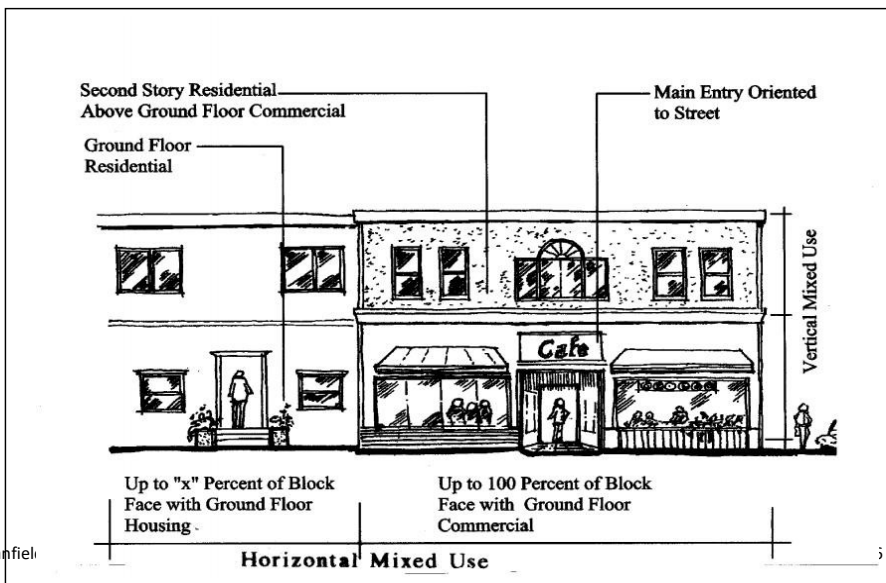 Second Story Residential
Above Ground Floor Commercial
Main Entry Oriented
to Street
Ground Floor
Residential
Vertical Mixed Use
Cafe
Up to "x" Percent of Block
Face with Ground Floor
Housing
Up to 100 Percent of Block
Face with Ground Floor
Commercial
Horizontal Mixed Use